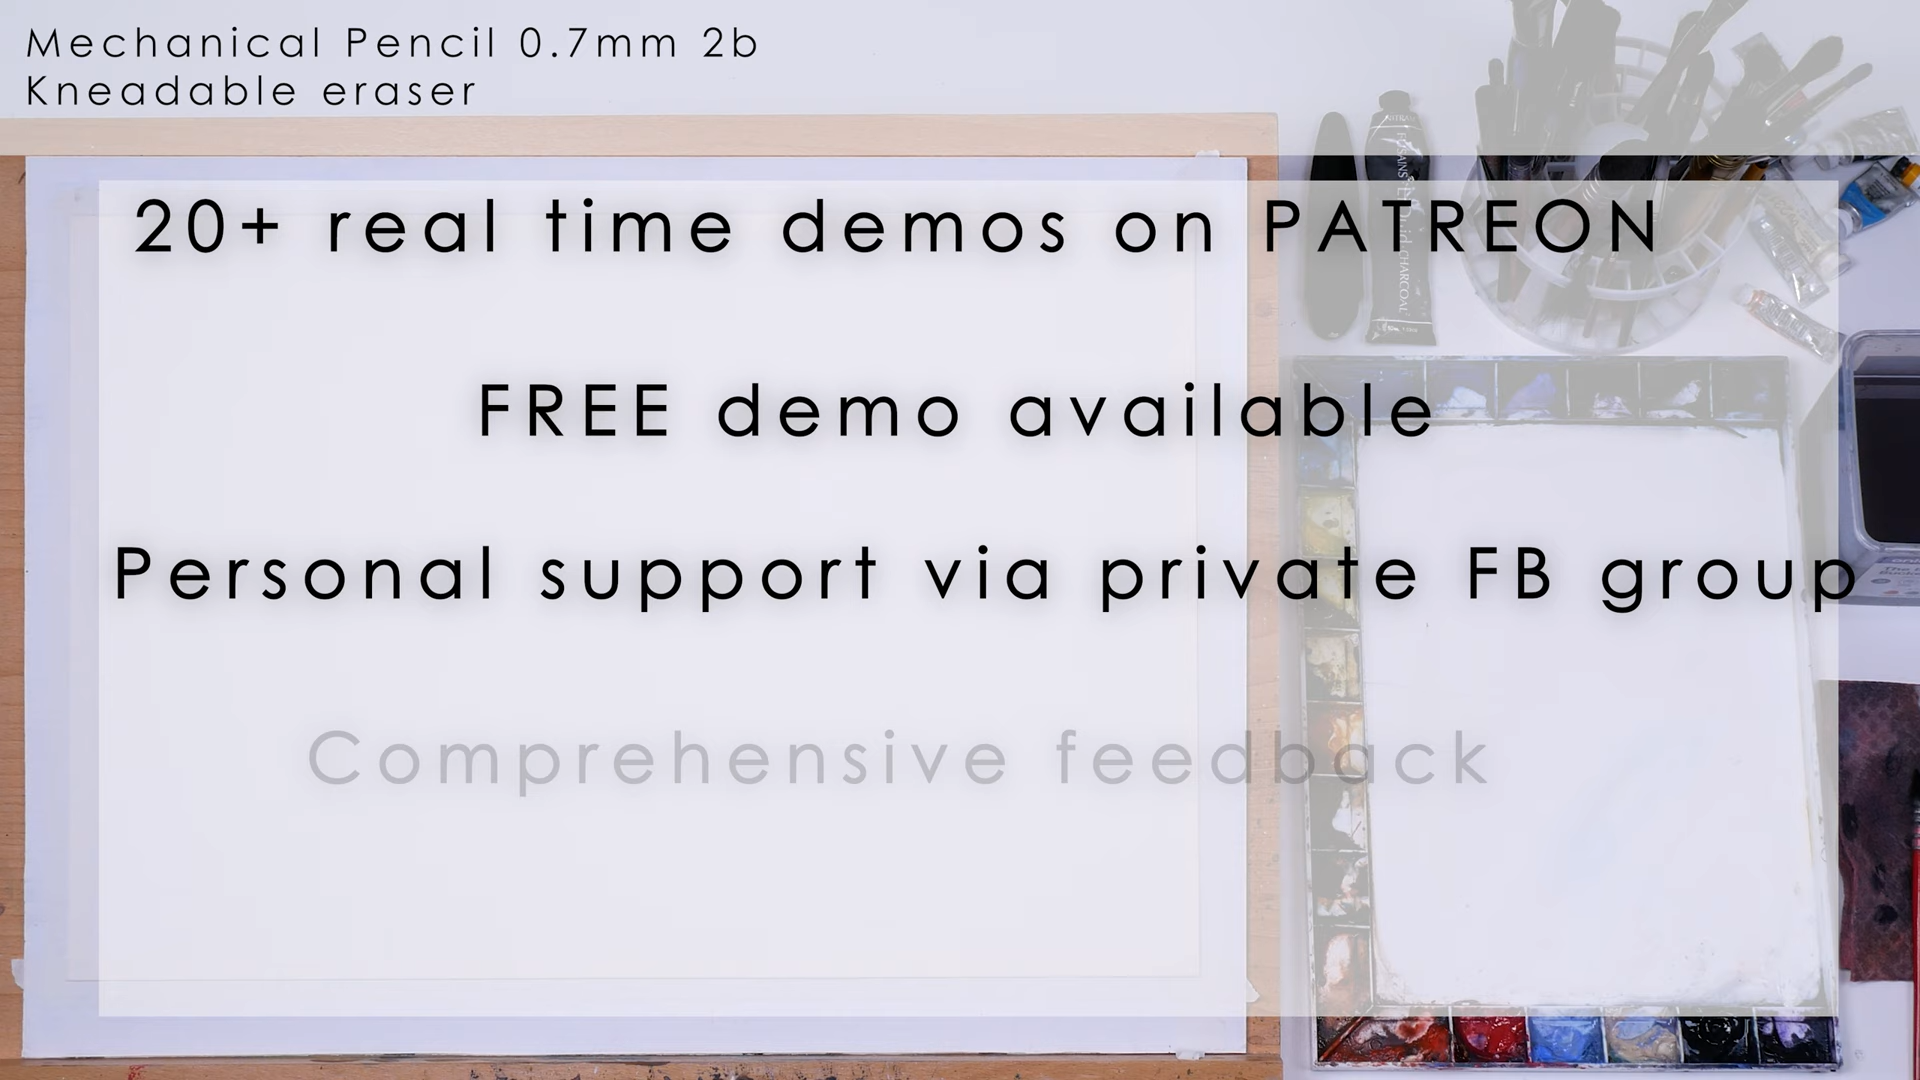 Mechanical Pencil 0.7mm 2b
Kneadable eraser
20+ real time demos on PATREON
FREE demo available
Personal support via private FB group
Comprehensive feedback
CHARCOAL